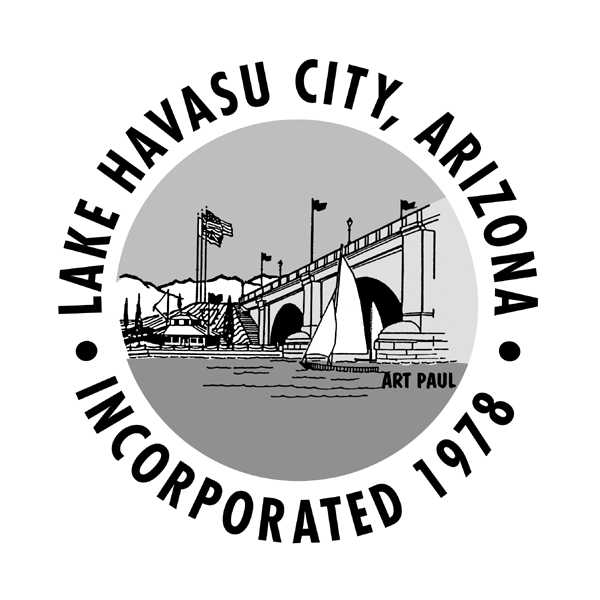 LAKE HAVASU CITY, ARIZONA
ART PAUL
INCORPORATED 1978